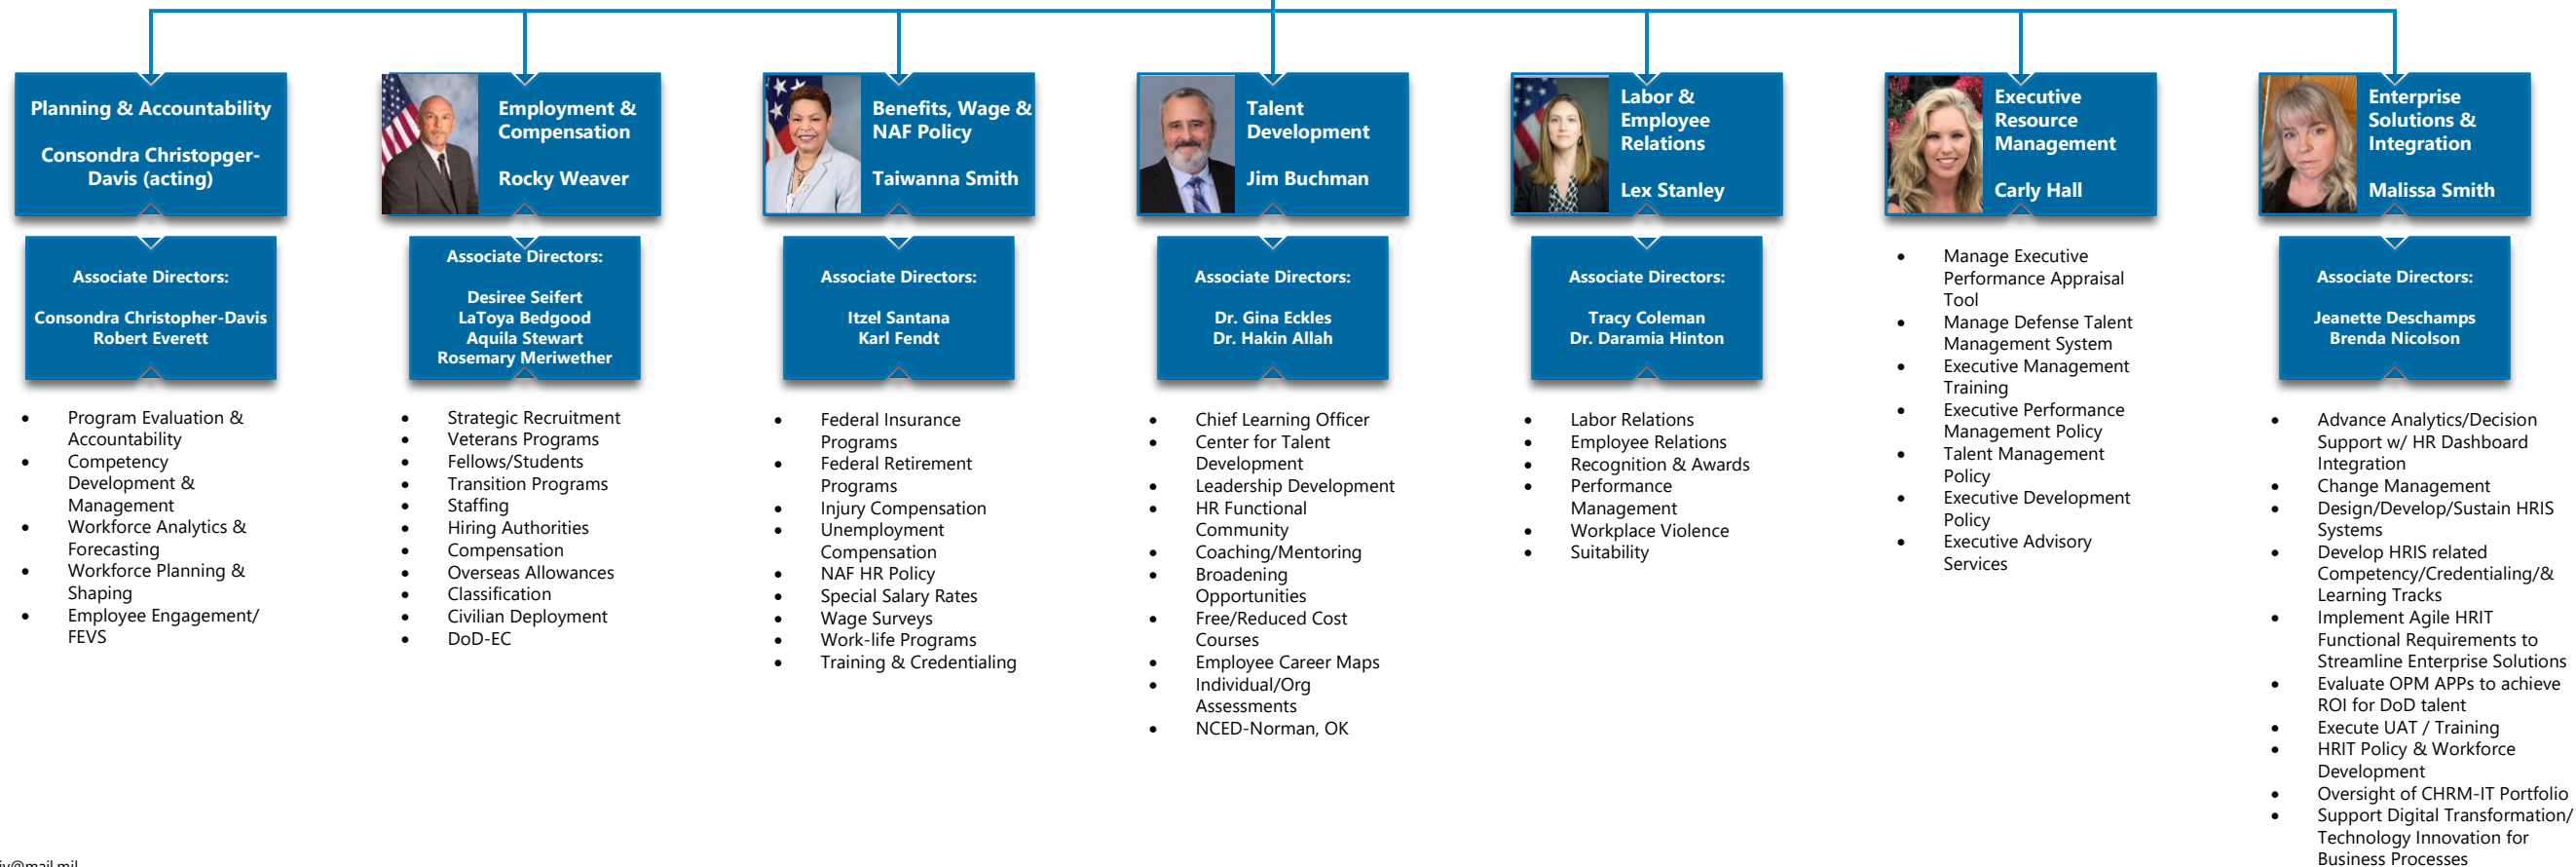 Planning & Accountability
Consondra Christopger-
Davis (acting)
Associate Directors:
Consondra Christopher-Davis
Robert Everett
• Program Evaluation &
Accountability
• Competency
Development &
Management
• Workforce Analytics &
Forecasting
• Workforce Planning &
Shaping
• Employee Engagement/
FEVS
Employment &
Compensation
Rocky Weaver
Associate Directors:
Desiree Seifert
LaToya Bedgood
Aquila Stewart
Rosemary Meriwether
• Strategic Recruitment
• Veterans Programs
• Fellows/Students
• Transition Programs
• Staffing
• Hiring Authorities
• Compensation
• Overseas Allowances
• Classification
• Civilian Deployment
• DoD-EC
Benefits, Wage &
NAF Policy
Taiwanna Smith
Associate Directors:
Itzel Santana
Karl Fendt
• Federal Insurance
Programs
• Federal Retirement
Programs
• Injury Compensation
• Unemployment
Compensation
• NAF HR Policy
• Special Salary Rates
• Wage Surveys
• Work-life Programs
• Training & Credentialing
Talent
Development
Jim Buchman
Associate Directors:
Dr. Gina Eckles
Dr. Hakin Allah
• Chief Learning Officer
• Center for Talent
Development
• Leadership Development
• HR Functional
Community
• Coaching/Mentoring
• Broadening
Opportunities
• Free/Reduced Cost
Courses
• Employee Career Maps
• Individual/Org
Assessments
• NCED-Norman, OK
Labor &
Employee
Relations
Lex Stanley
Associate Directors:
Tracy Coleman
Dr. Daramia Hinton
• Labor Relations
• Employee Relations
• Recognition & Awards
• Performance
Management
• Workplace Violence
• Suitability
Executive
Resource
Management
Carly Hall
• Manage Executive
Performance Appraisal
Tool
• Manage Defense Talent
Management System
• Executive Management
Training
• Executive Performance
Management Policy
• Talent Management
Policy
• Executive Development
Policy
• Executive Advisory
Services
Enterprise
Solutions &
Integration
Malissa Smith
Associate Directors:
Jeanette Deschamps
Brenda Nicolson
• Advance Analytics/Decision
Support w/ HR Dashboard
Integration
• Change Management
• Design/Develop/Sustain HRIS
Systems
• Develop HRIS related
Competency/Credentialing/&
Learning Tracks
• Implement Agile HRIT
Functional Requirements to
Streamline Enterprise Solutions
• Evaluate OPM APPs to achieve
ROI for DoD talent
• Execute UAT / Training
• HRIT Policy & Workforce
Development
• Oversight of CHRM-IT Portfolio
• Support Digital Transformation/
Technology Innovation for
Business Processes